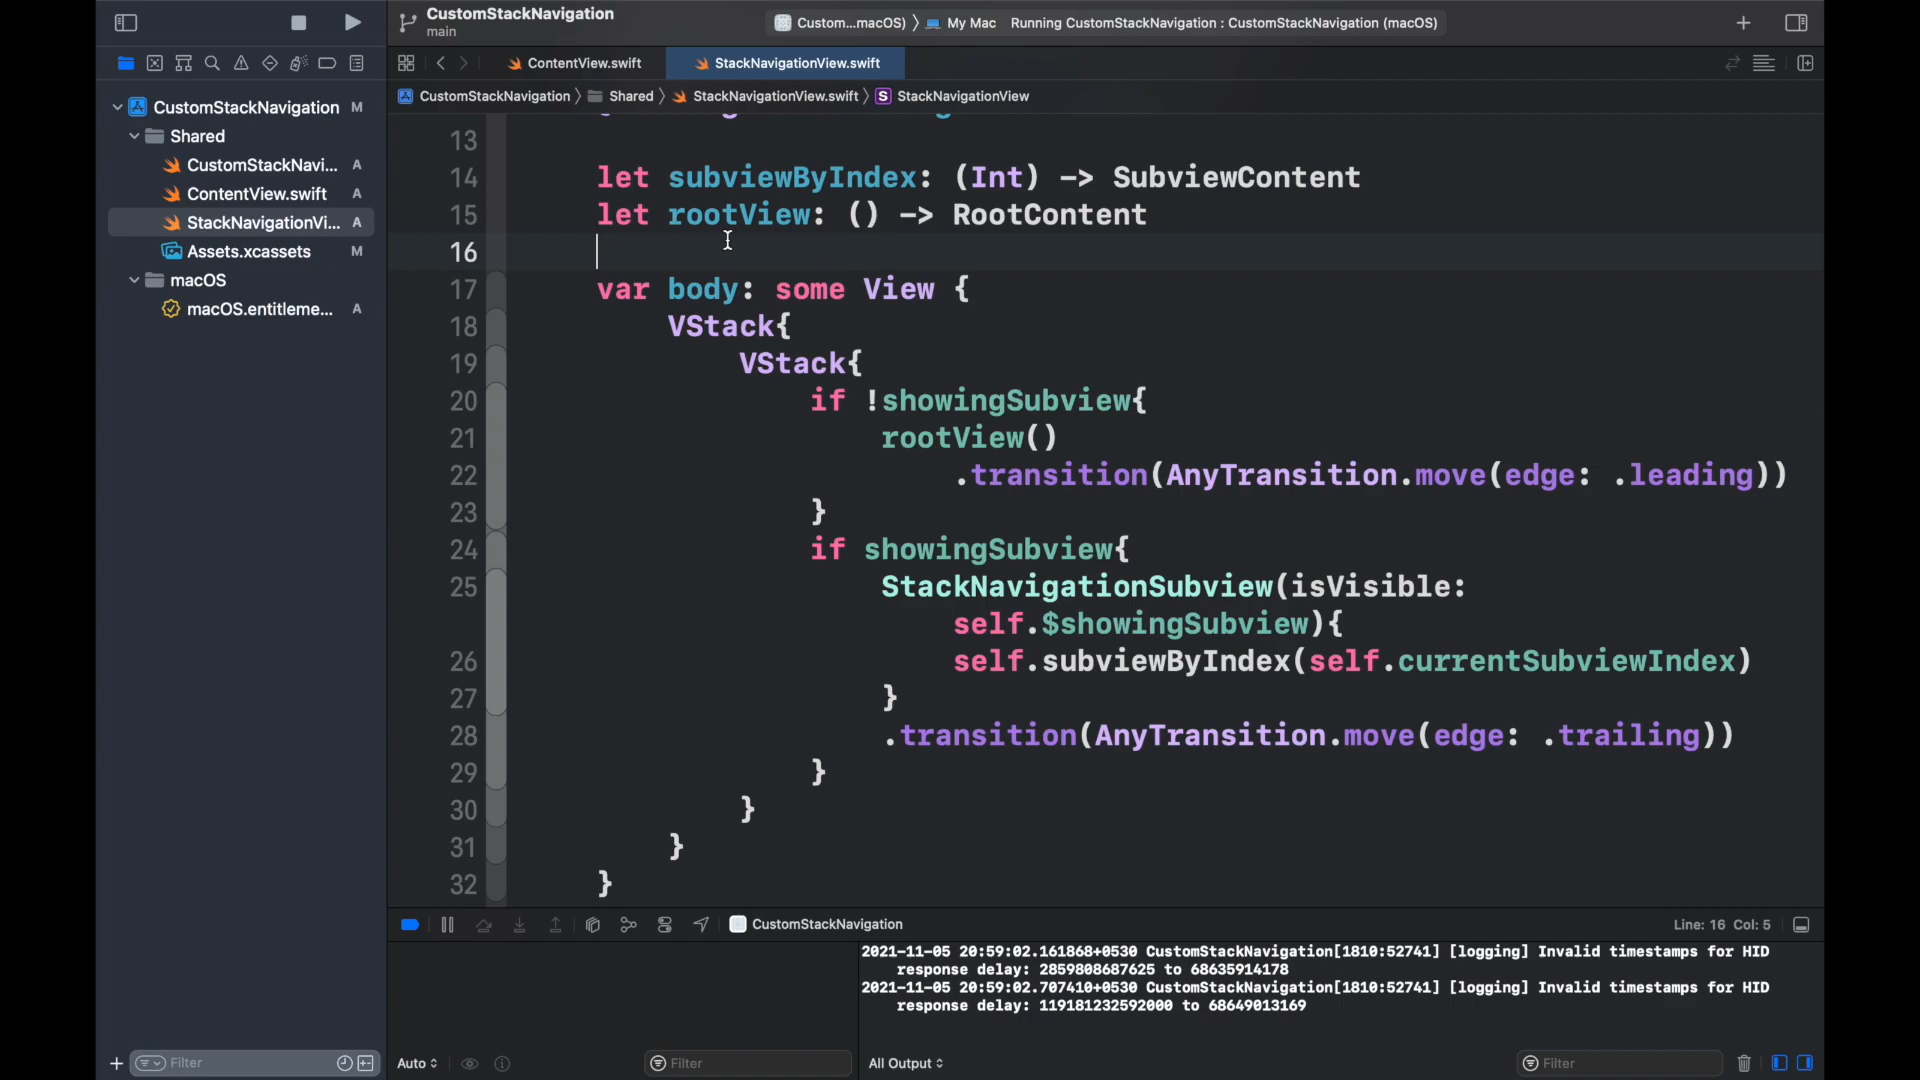 CustomStackNavigation
main
Custom...macOS) 〉 My Mac
Running CustomStackNavigation : CustomStackNavigation (macOS)
ContentView.swift
StackNavigationView.swift
CustomStackNavigation 〉 Shared 〉 StackNavigationView.swift 〉 S StackNavigationView
CustomStackNavigation M
Shared
CustomStackNavi... A
ContentView.swift A
StackNavigationVi... A
Assets.xcassets M
macOS
macOS.entitleme... A
13
14 let subviewByIndex: (Int) -> SubviewContent
15 let rootView: () -> RootContent
16
17 var body: some View {
18 VStack{
19 VStack{
20 if !showingSubview{
21 rootView()
22 .transition(AnyTransition.move(edge: .leading))
23 }
24 if showingSubview{
25 StackNavigationSubview(isVisible:
self.$showingSubview){
26 self.subviewByIndex(self.currentSubviewIndex)
27 }
28 .transition(AnyTransition.move(edge: .trailing))
29 }
30 }
31 }
32 }
CustomStackNavigation
Line: 16 Col: 5
2021-11-05 20:59:02.161868+0530 CustomStackNavigation[1810:52741] [logging] Invalid timestamps for HID
response delay: 2859808687625 to 68635914178
2021-11-05 20:59:02.707410+0530 CustomStackNavigation[1810:52741] [logging] Invalid timestamps for HID
response delay: 119181232592000 to 68649013169
Filter
Auto
Filter
All Output
Filter